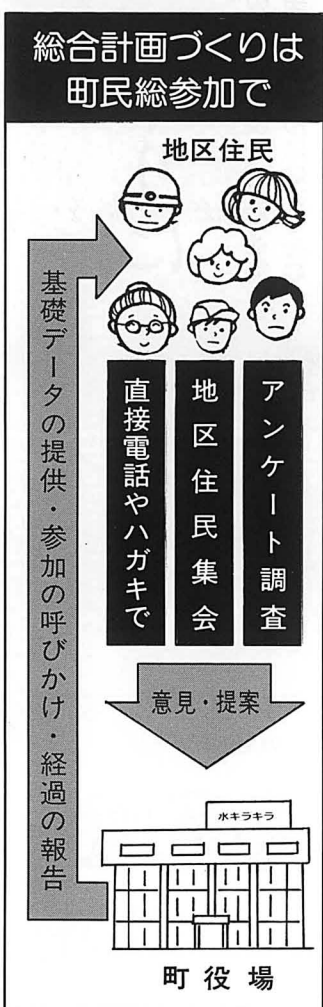 総合計画づくりは
町民総参加で
地区住民
アンケート調査
地区住民集会
直接電話やハガキで
基礎データの提供・参加の呼びかけ・経過の報告
意見・提案
水キラキラ
町役場